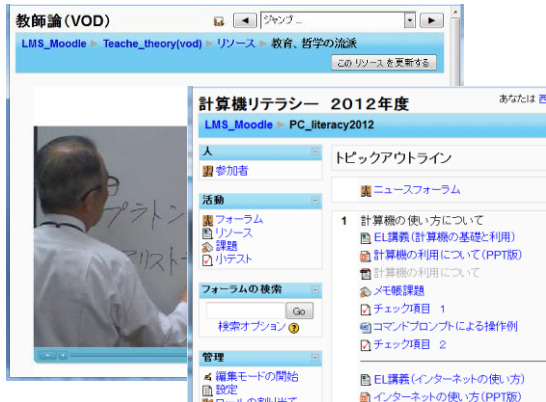 教師論(VOD)
ジャンプ...
LMS_Moodle ► Teache_theory(vod) ► リソース ► 教育、哲学の流派
このリソースを更新する
プラトン
アリスト
計算機リテラシー 2012年度
あなたは 西
LMS_Moodle ► PC_literacy2012
人
参加者
活動
フォーラム
リソース
課題
小テスト
フォーラムの検索
Go
検索オプション
管理
編集モードの開始
設定
トピックアウトライン
ニュースフォーラム
1 計算機の使い方について
EL講義(計算機の基礎と利用)
計算機の利用について(PPT版)
計算機の利用について
メモ帳課題
チェック項目 1
コマンドプロンプトによる操作例
チェック項目 2
EL講義(インターネットの使い方)
インターネットの使い方(PPT版)